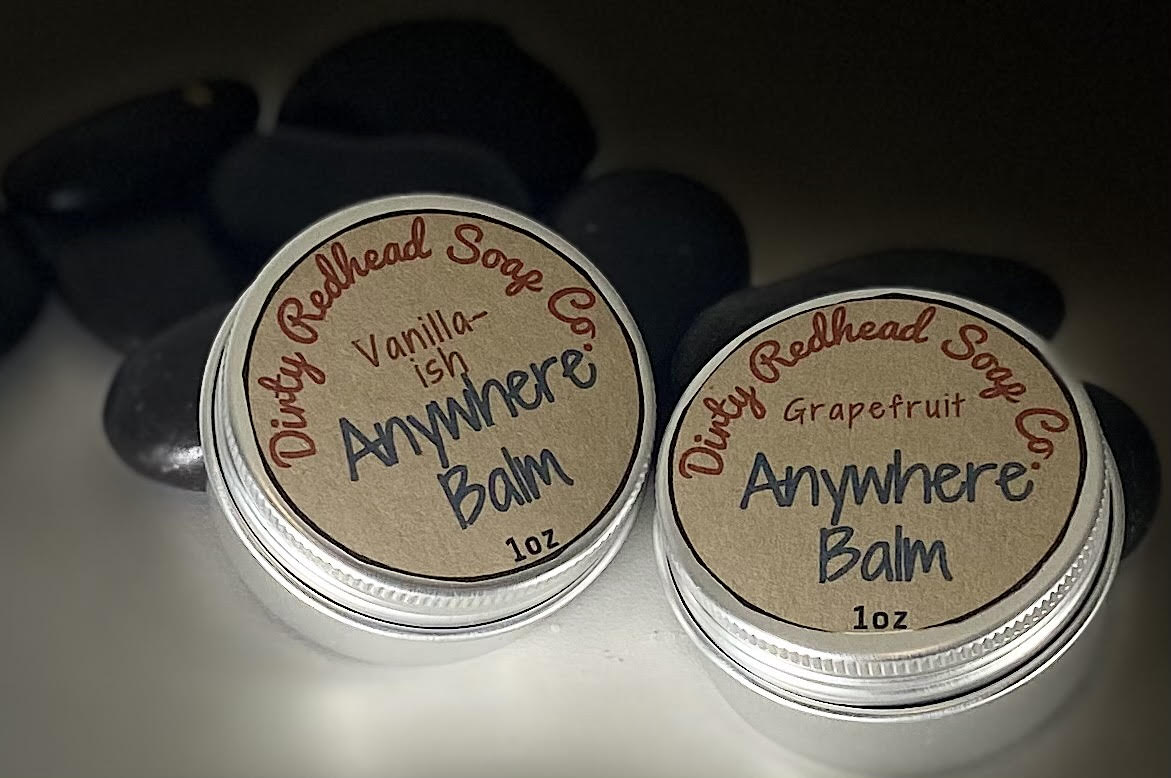 Dirty Redhead Soap Co.
Vanilla-
ish
Anywhere
Balm
1oz
Dirty Redhead Soap Co.
Grapefruit
Anywhere
Balm
1oz